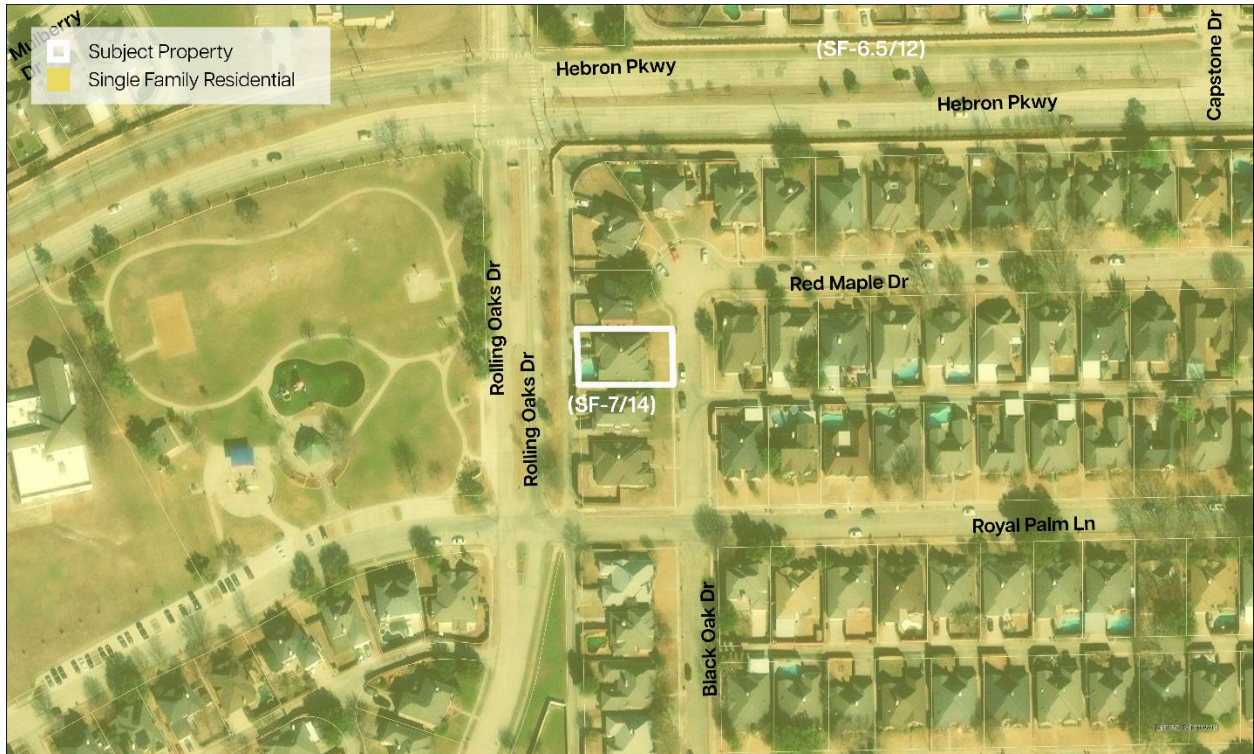 Mulberry
Dr
Subject Property
Single Family Residential
(SF-6.5/12)
Hebron Pkwy
Hebron Pkwy
Capstone Dr
Red Maple Dr
Rolling Oaks Dr
Rolling Oaks Dr
(SF-7/14)
Royal Palm Ln
Black Oak Dr